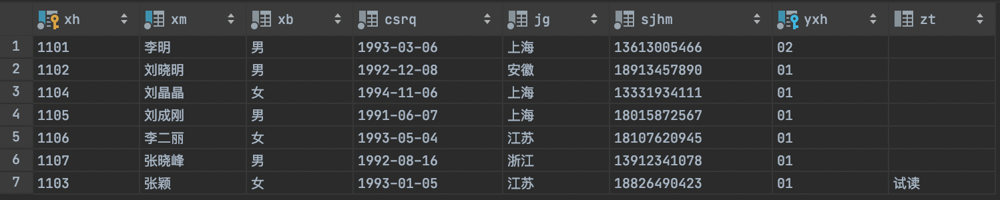 xh xm xb csrq jg sjhm yxh zt
1 1101 李明 男 1993-03-06 上海 13613005466 02
2 1102 刘晓明 男 1992-12-08 安徽 18913457890 01
3 1104 刘晶晶 女 1994-11-06 上海 13331934111 01
4 1105 刘成刚 男 1991-06-07 上海 18015872567 01
5 1106 李二丽 女 1993-05-04 江苏 18107620945 01
6 1107 张晓峰 男 1992-08-16 浙江 13912341078 01
7 1103 张颖 女 1993-01-05 江苏 18826490423 01 试读